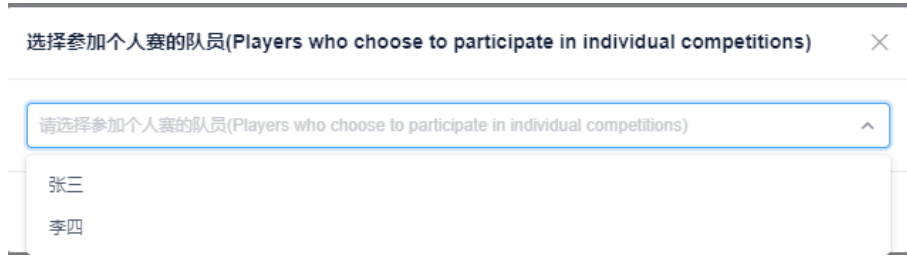 选择参加个人赛的队员(Players who choose to participate in individual competitions)
请选择参加个人赛的队员(Players who choose to participate in individual competitions)
张三
李四